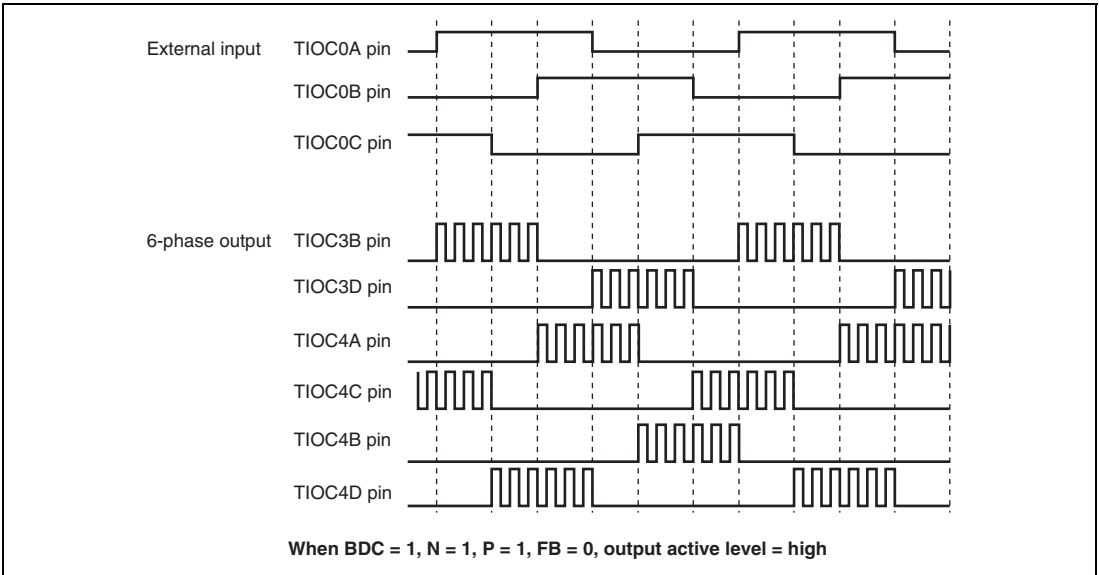 External input TIOC0A pin
TIOC0B pin
TIOC0C pin
6-phase output TIOC3B pin
TIOC3D pin
TIOC4A pin
TIOC4C pin
TIOC4B pin
TIOC4D pin
When BDC = 1, N = 1, P = 1, FB = 0, output active level = high